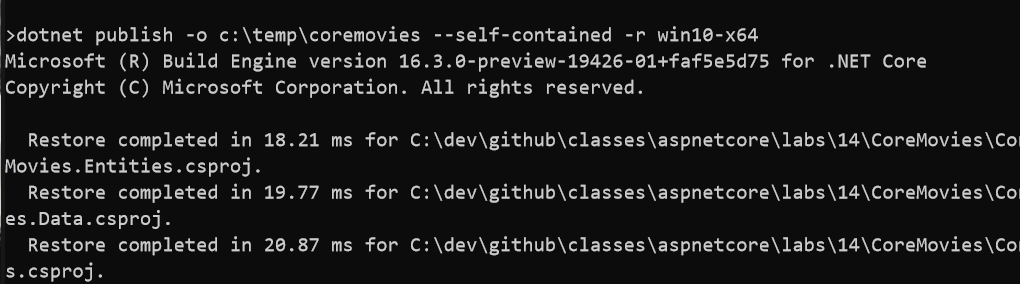 >dotnet publish -o c:\temp\coremovies --self-contained -r win10-x64
Microsoft (R) Build Engine version 16.3.0-preview-19426-01+faf5e5d75 for .NET Core
Copyright (C) Microsoft Corporation. All rights reserved.
Restore completed in 18.21 ms for C:\dev\github\classes\aspnetcore\labs\14\CoreMovies\Cor
Movies.Entities.csproj.
Restore completed in 19.77 ms for C:\dev\github\classes\aspnetcore\labs\14\CoreMovies\Cor
es.Data.csproj.
Restore completed in 20.87 ms for C:\dev\github\classes\aspnetcore\labs\14\CoreMovies\Cor
s.csproj.